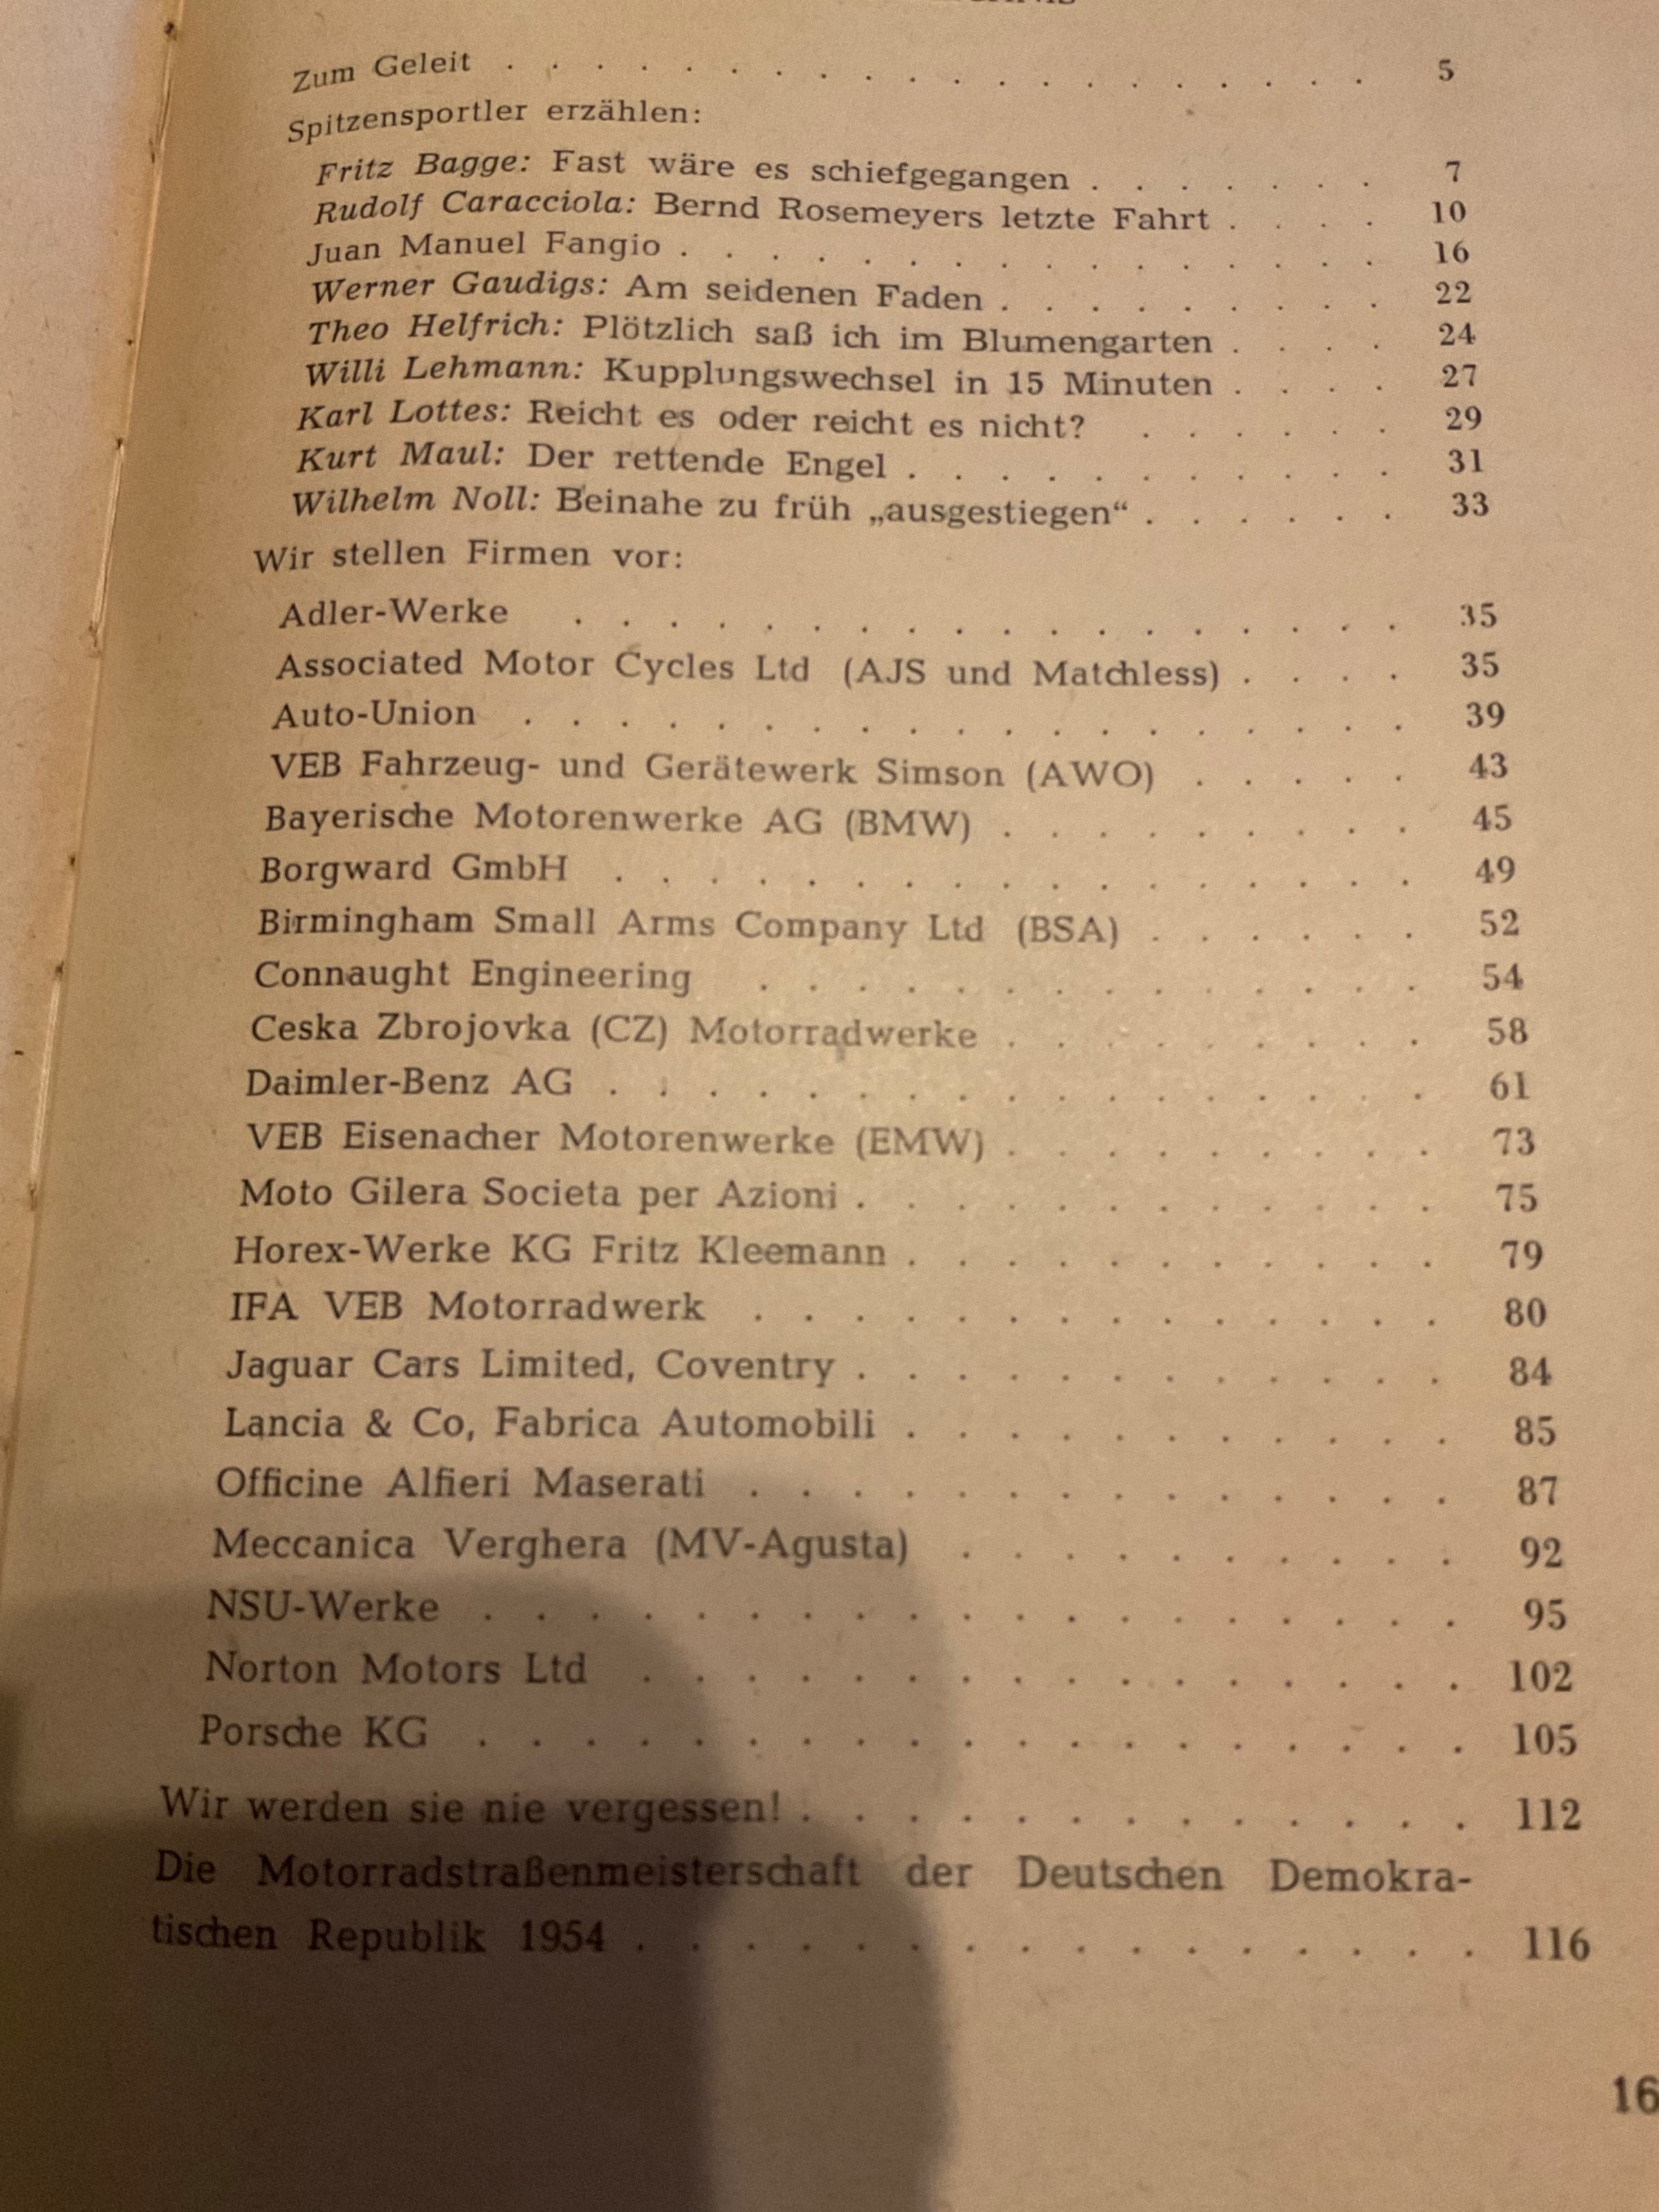 Zum Geleit . . . . . . . . . . . . . . . . . . . . 5
Spitzensportler erzählen:
Fritz Bagge: Fast wäre es schiefgegangen . . . . . . . 7
Rudolf Caracciola: Bernd Rosemeyers letzte Fahrt . . . . 10
Juan Manuel Fangio . . . . . . . . . . . . . . . . 16
Werner Gaudigs: Am seidenen Faden . . . . . . . . . 22
Theo Helfrich: Plötzlich saß ich im Blumengarten . . . . 24
Willi Lehmann: Kupplungswechsel in 15 Minuten . . . . 27
Karl Lottes: Reicht es oder reicht es nicht? . . . . . . 29
Kurt Maul: Der rettende Engel . . . . . . . . . . . 31
Wilhelm Noll: Beinahe zu früh „ausgestiegen“ . . . . . . 33
Wir stellen Firmen vor:
Adler-Werke . . . . . . . . . . . . . . . . . . 35
Associated Motor Cycles Ltd (AJS und Matchless) . . . . 35
Auto-Union . . . . . . . . . . . . . . . . . . . 39
VEB Fahrzeug- und Gerätewerk Simson (AWO) . . . . . 43
Bayerische Motorenwerke AG (BMW) . . . . . . . . . 45
Borgward GmbH . . . . . . . . . . . . . . . . . 49
Birmingham Small Arms Company Ltd (BSA) . . . . . . 52
Connaught Engineering . . . . . . . . . . . . . . 54
Ceska Zbrojovka (CZ) Motorradwerke . . . . . . . . . 58
Daimler-Benz AG . . . . . . . . . . . . . . . . . 61
VEB Eisenacher Motorenwerke (EMW) . . . . . . . . . 73
Moto Gilera Societa per Azioni . . . . . . . . . . . . 75
Horex-Werke KG Fritz Kleemann . . . . . . . . . . . 79
IFA VEB Motorradwerk . . . . . . . . . . . . . . 80
Jaguar Cars Limited, Coventry . . . . . . . . . . . . 84
Lancia & Co, Fabrica Automobili . . . . . . . . . . . 85
Officine Alfieri Maserati . . . . . . . . . . . . . . 87
Meccanica Verghera (MV-Agusta) . . . . . . . . . . 92
NSU-Werke . . . . . . . . . . . . . . . . . . . 95
Norton Motors Ltd . . . . . . . . . . . . . . . . 102
Porsche KG . . . . . . . . . . . . . . . . . . . 105
Wir werden sie nie vergessen! . . . . . . . . . . . . . 112
Die Motorradstraßenmeisterschaft der Deutschen Demokra-
tischen Republik 1954 . . . . . . . . . . . . . . . . 116
16